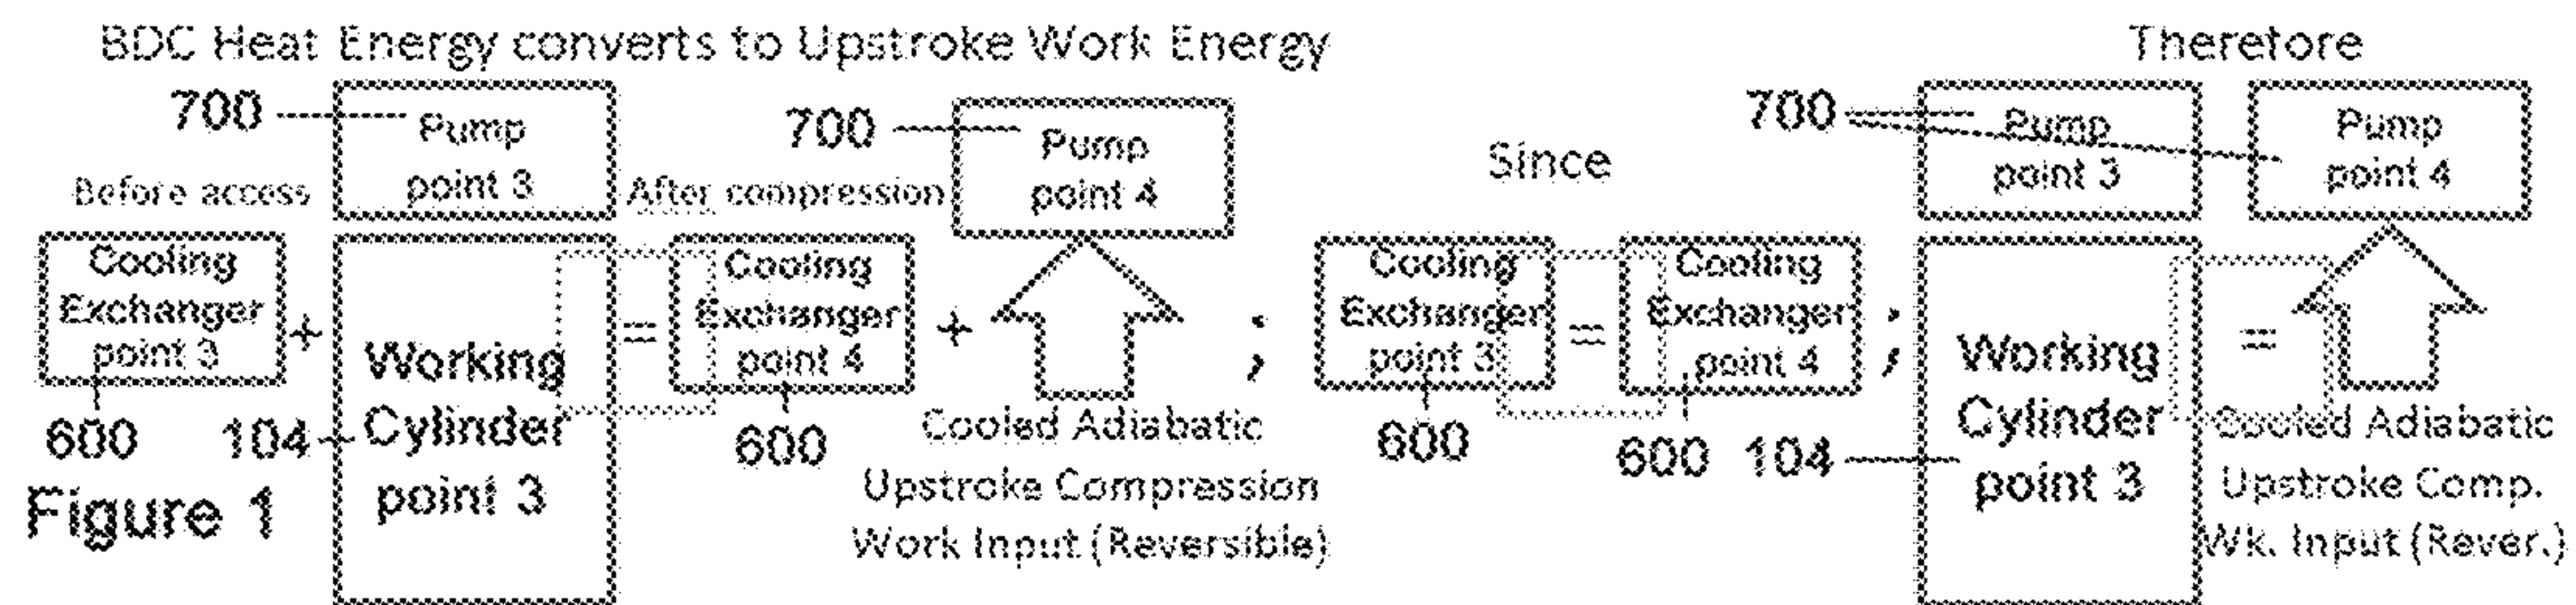 BDC Heat Energy converts to Upstroke Work Energy
Therefore
700
Pump
point 3
Before access
After compression
700
Pump
point 4
Since
700
Pump
point 3
Pump
point 4
Cooling
Exchanger
point 3
+
Working
Cylinder
point 3
=
Cooling
Exchanger
point 4
+
;
Cooling
Exchanger
point 3
=
Cooling
Exchanger
point 4
;
Working
Cylinder
point 3
=
600
104
600
Cooled Adiabatic
Upstroke Compression
Work Input (Reversible)
600
600
104
Cooled Adiabatic
Upstroke Comp.
Wk. Input (Rever.)
Figure 1